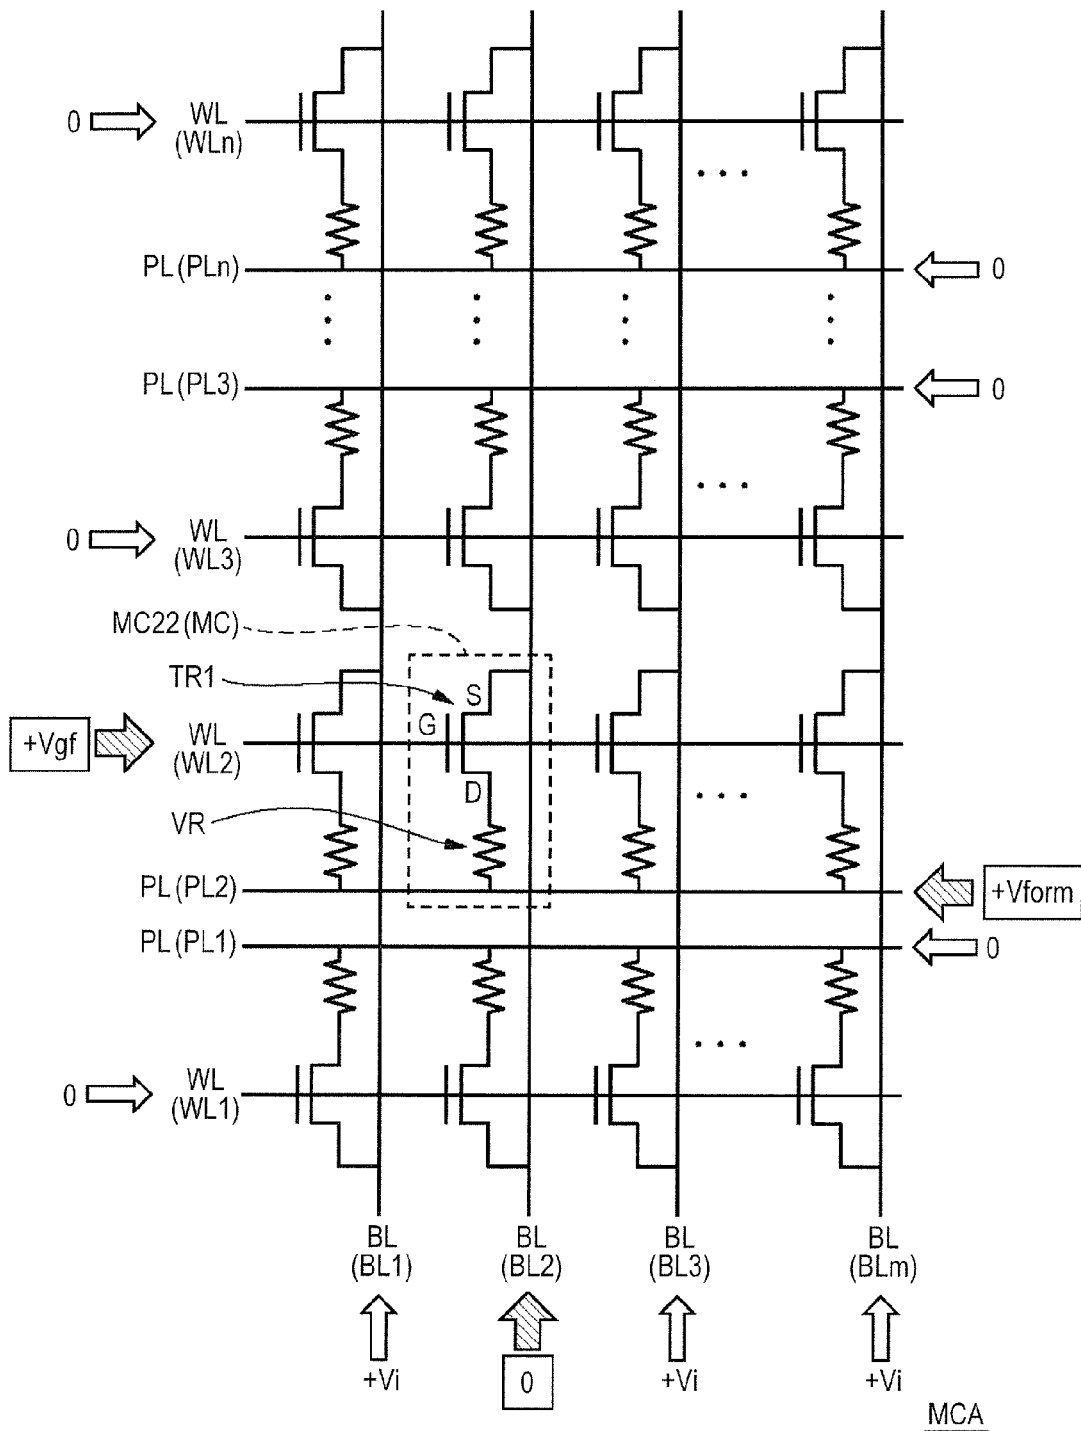 0
WL
(WLn)
PL (PLn)
0
PL (PL3)
0
0
WL
(WL3)
MC22 (MC)
TR1
S
G
+Vgf
WL
(WL2)
D
VR
PL (PL2)
+Vform
PL (PL1)
0
0
WL
(WL1)
BL
(BL1)
BL
(BL2)
BL
(BL3)
BL
(BLm)
+Vi
0
+Vi
+Vi
MCA